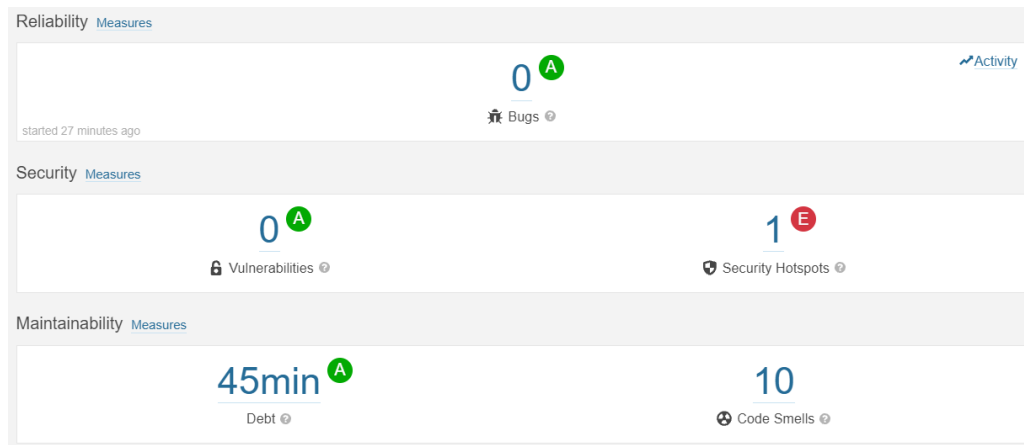 Reliability Measures
0 A
Activity
Bugs ?
started 27 minutes ago
Security Measures
0 A
1 E
Vulnerabilities ?
Security Hotspots ?
Maintainability Measures
45min A
10
Debt ?
Code Smells ?